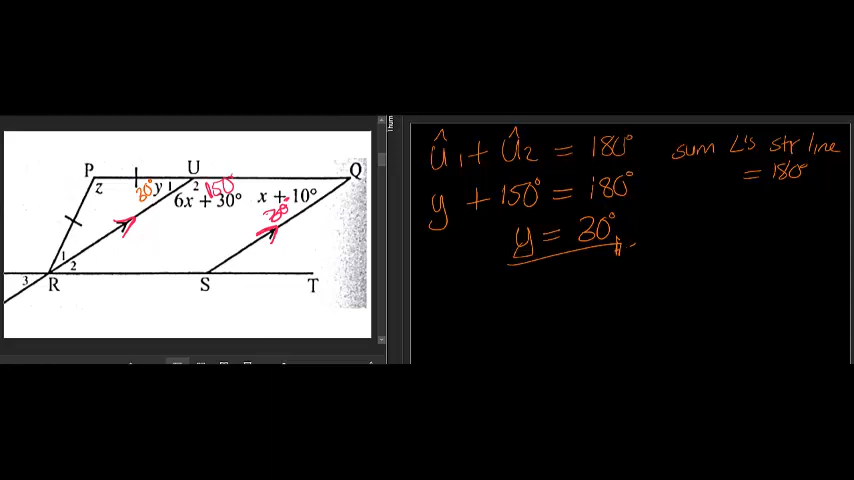 P
U
Q
z
30°
y
1
2
150°
6x + 30°
x + 10°
30°
1
2
3
R
S
T
Û₁ + Û₂ = 180°
sum ∠'s str line
= 180°
y + 150° = 180°
y = 30°